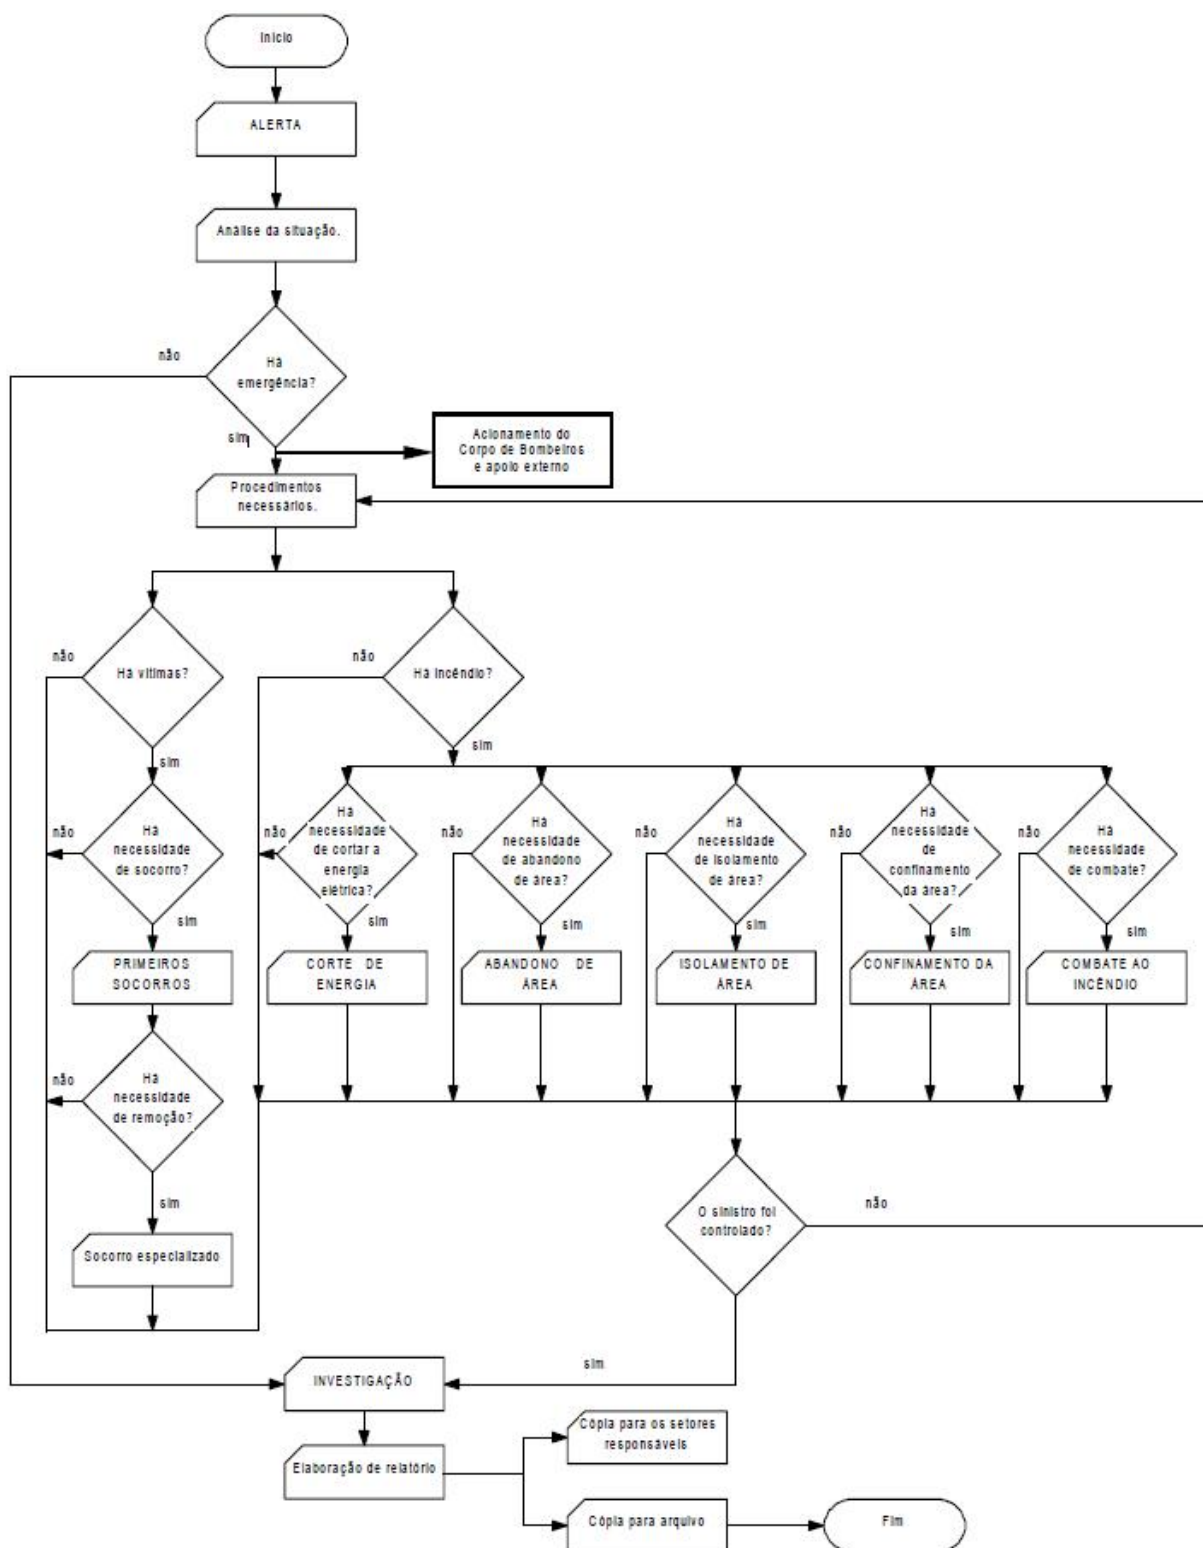 Início
ALERTA
Análise da situação.
não
Há
emergência?
sim
Acionamento do
Corpo de Bombeiros
e apoio externo
Procedimentos
necessários.
não
Há vítimas?
sim
não
Há incêndio?
sim
não
Há
necessidade
de socorro?
sim
não
Há
necessidade
de cortar a
energia
elétrica?
sim
não
Há
necessidade
de abandono
de área?
sim
não
Há
necessidade
de isolamento
de área?
sim
não
Há
necessidade
de
confinamento
da área?
sim
não
Há
necessidade
de combate?
sim
PRIMEIROS
SOCORROS
CORTE DE
ENERGIA
ABANDONO DE
ÁREA
ISOLAMENTO DE
ÁREA
CONFINAMENTO DA
ÁREA
COMBATE AO
INCÊNDIO
não
Há
necessidade
de remoção?
sim
Socorro especializado
O sinistro foi
controlado?
não
sim
INVESTIGAÇÃO
Elaboração de relatório
Cópia para os setores
responsáveis
Cópia para arquivo
Fim